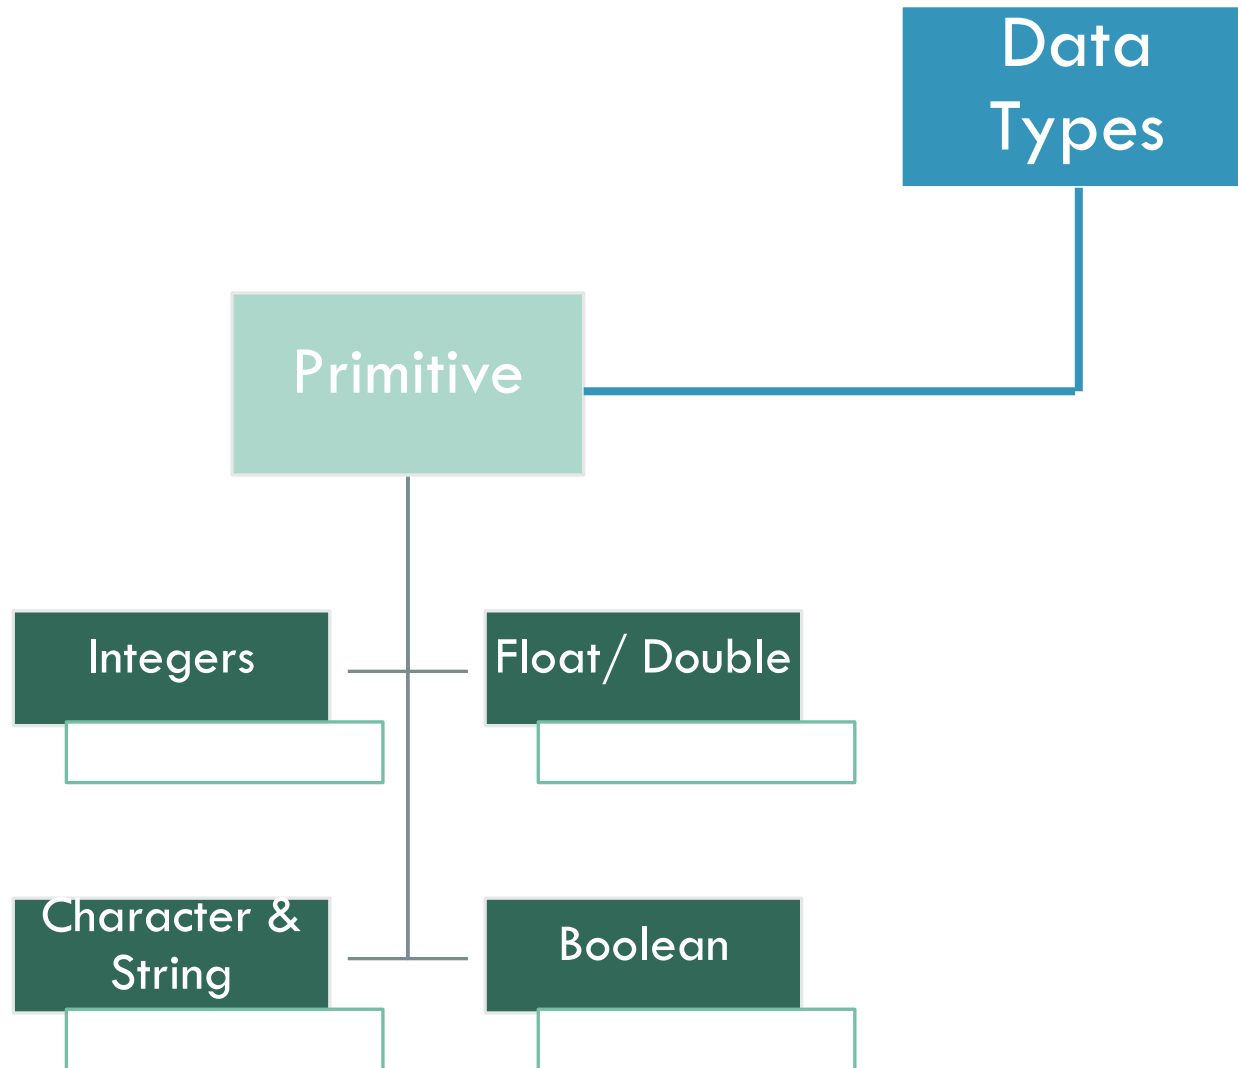 Data
Types
Primitive
Integers
Float/ Double
Character &
String
Boolean